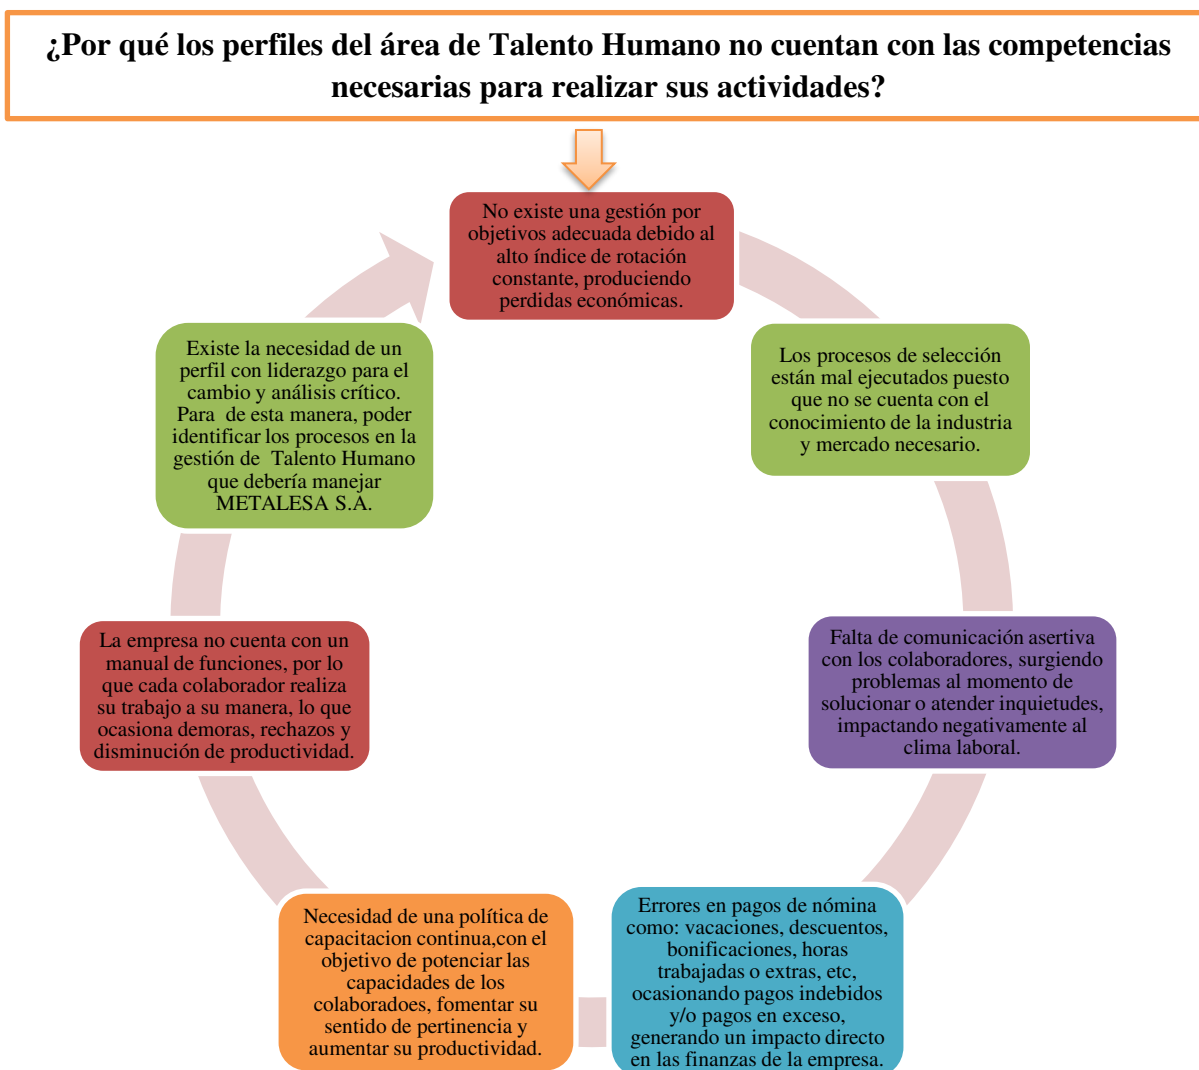 ¿Por qué los perfiles del área de Talento Humano no cuentan con las competencias
necesarias para realizar sus actividades?
No existe una gestión por
objetivos adecuada debido al
alto índice de rotación
constante, produciendo
perdidas económicas.
Los procesos de selección
están mal ejecutados puesto
que no se cuenta con el
conocimiento de la industria
y mercado necesario.
Falta de comunicación asertiva
con los colaboradores, surgiendo
problemas al momento de
solucionar o atender inquietudes,
impactando negativamente al
clima laboral.
Errores en pagos de nómina
como: vacaciones, descuentos,
bonificaciones, horas
trabajadas o extras, etc,
ocasionando pagos indebidos
y/o pagos en exceso,
generando un impacto directo
en las finanzas de la empresa.
Necesidad de una política de
capacitacion continua,con el
objetivo de potenciar las
capacidades de los
colaboradoes, fomentar su
sentido de pertinencia y
aumentar su productividad.
La empresa no cuenta con un
manual de funciones, por lo
que cada colaborador realiza
su trabajo a su manera, lo que
ocasiona demoras, rechazos y
disminución de productividad.
Existe la necesidad de un
perfil con liderazgo para el
cambio y análisis crítico.
Para de esta manera, poder
identificar los procesos en la
gestión de Talento Humano
que debería manejar
METALESA S.A.